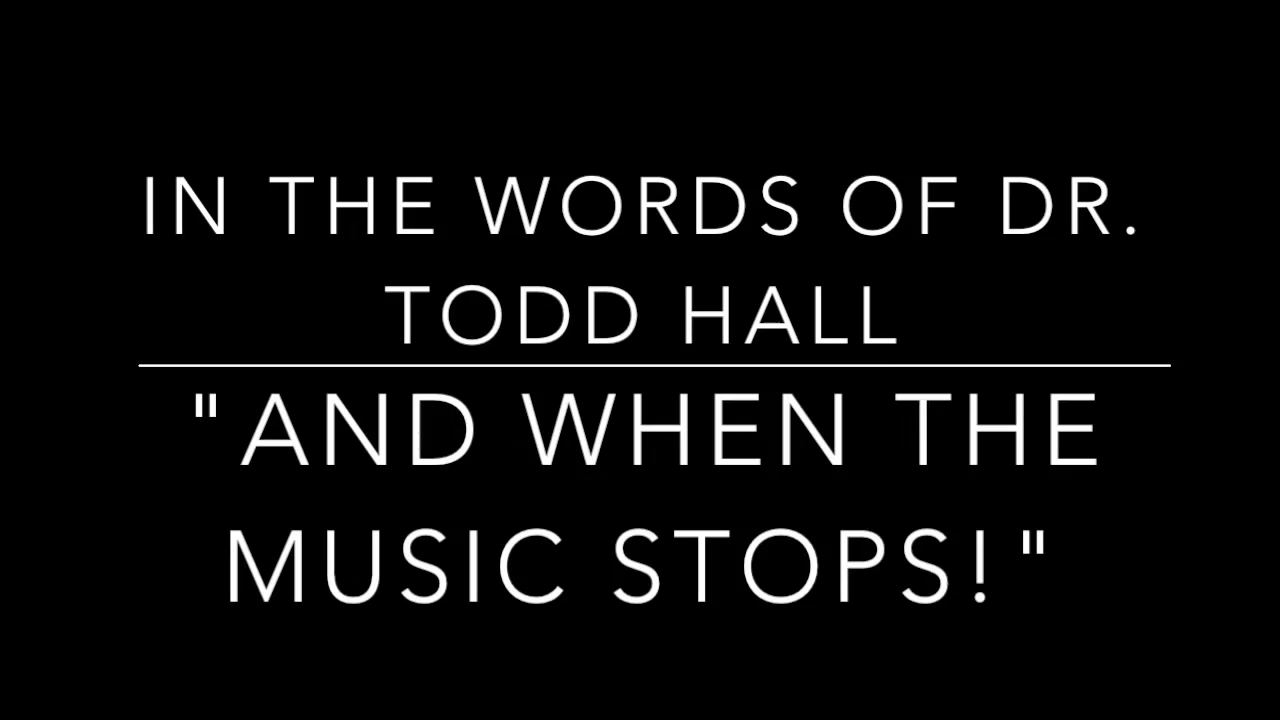 IN THE WORDS OF DR.
TODD HALL
"AND WHEN THE
MUSIC STOPS!"